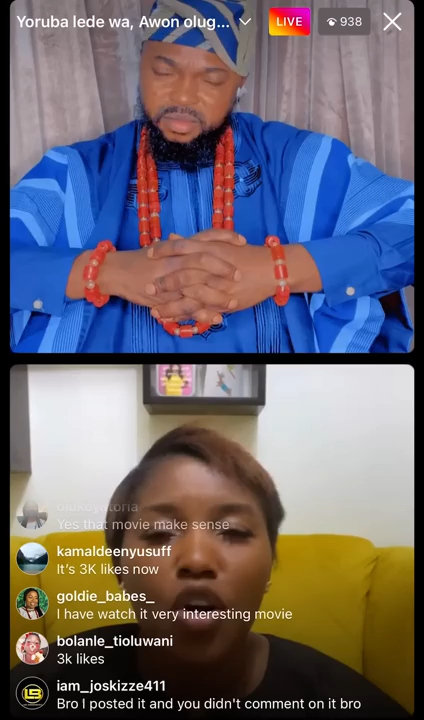 Yoruba lede wa, Awon olug...
LIVE
938
olukoyatoria
Yes that movie make sense
kamaldeenyusuff
It's 3K likes now
goldie_babes_
I have watch it very interesting movie
bolanle_tioluwani
3k likes
iam_joskizze411
Bro I posted it and you didn't comment on it bro